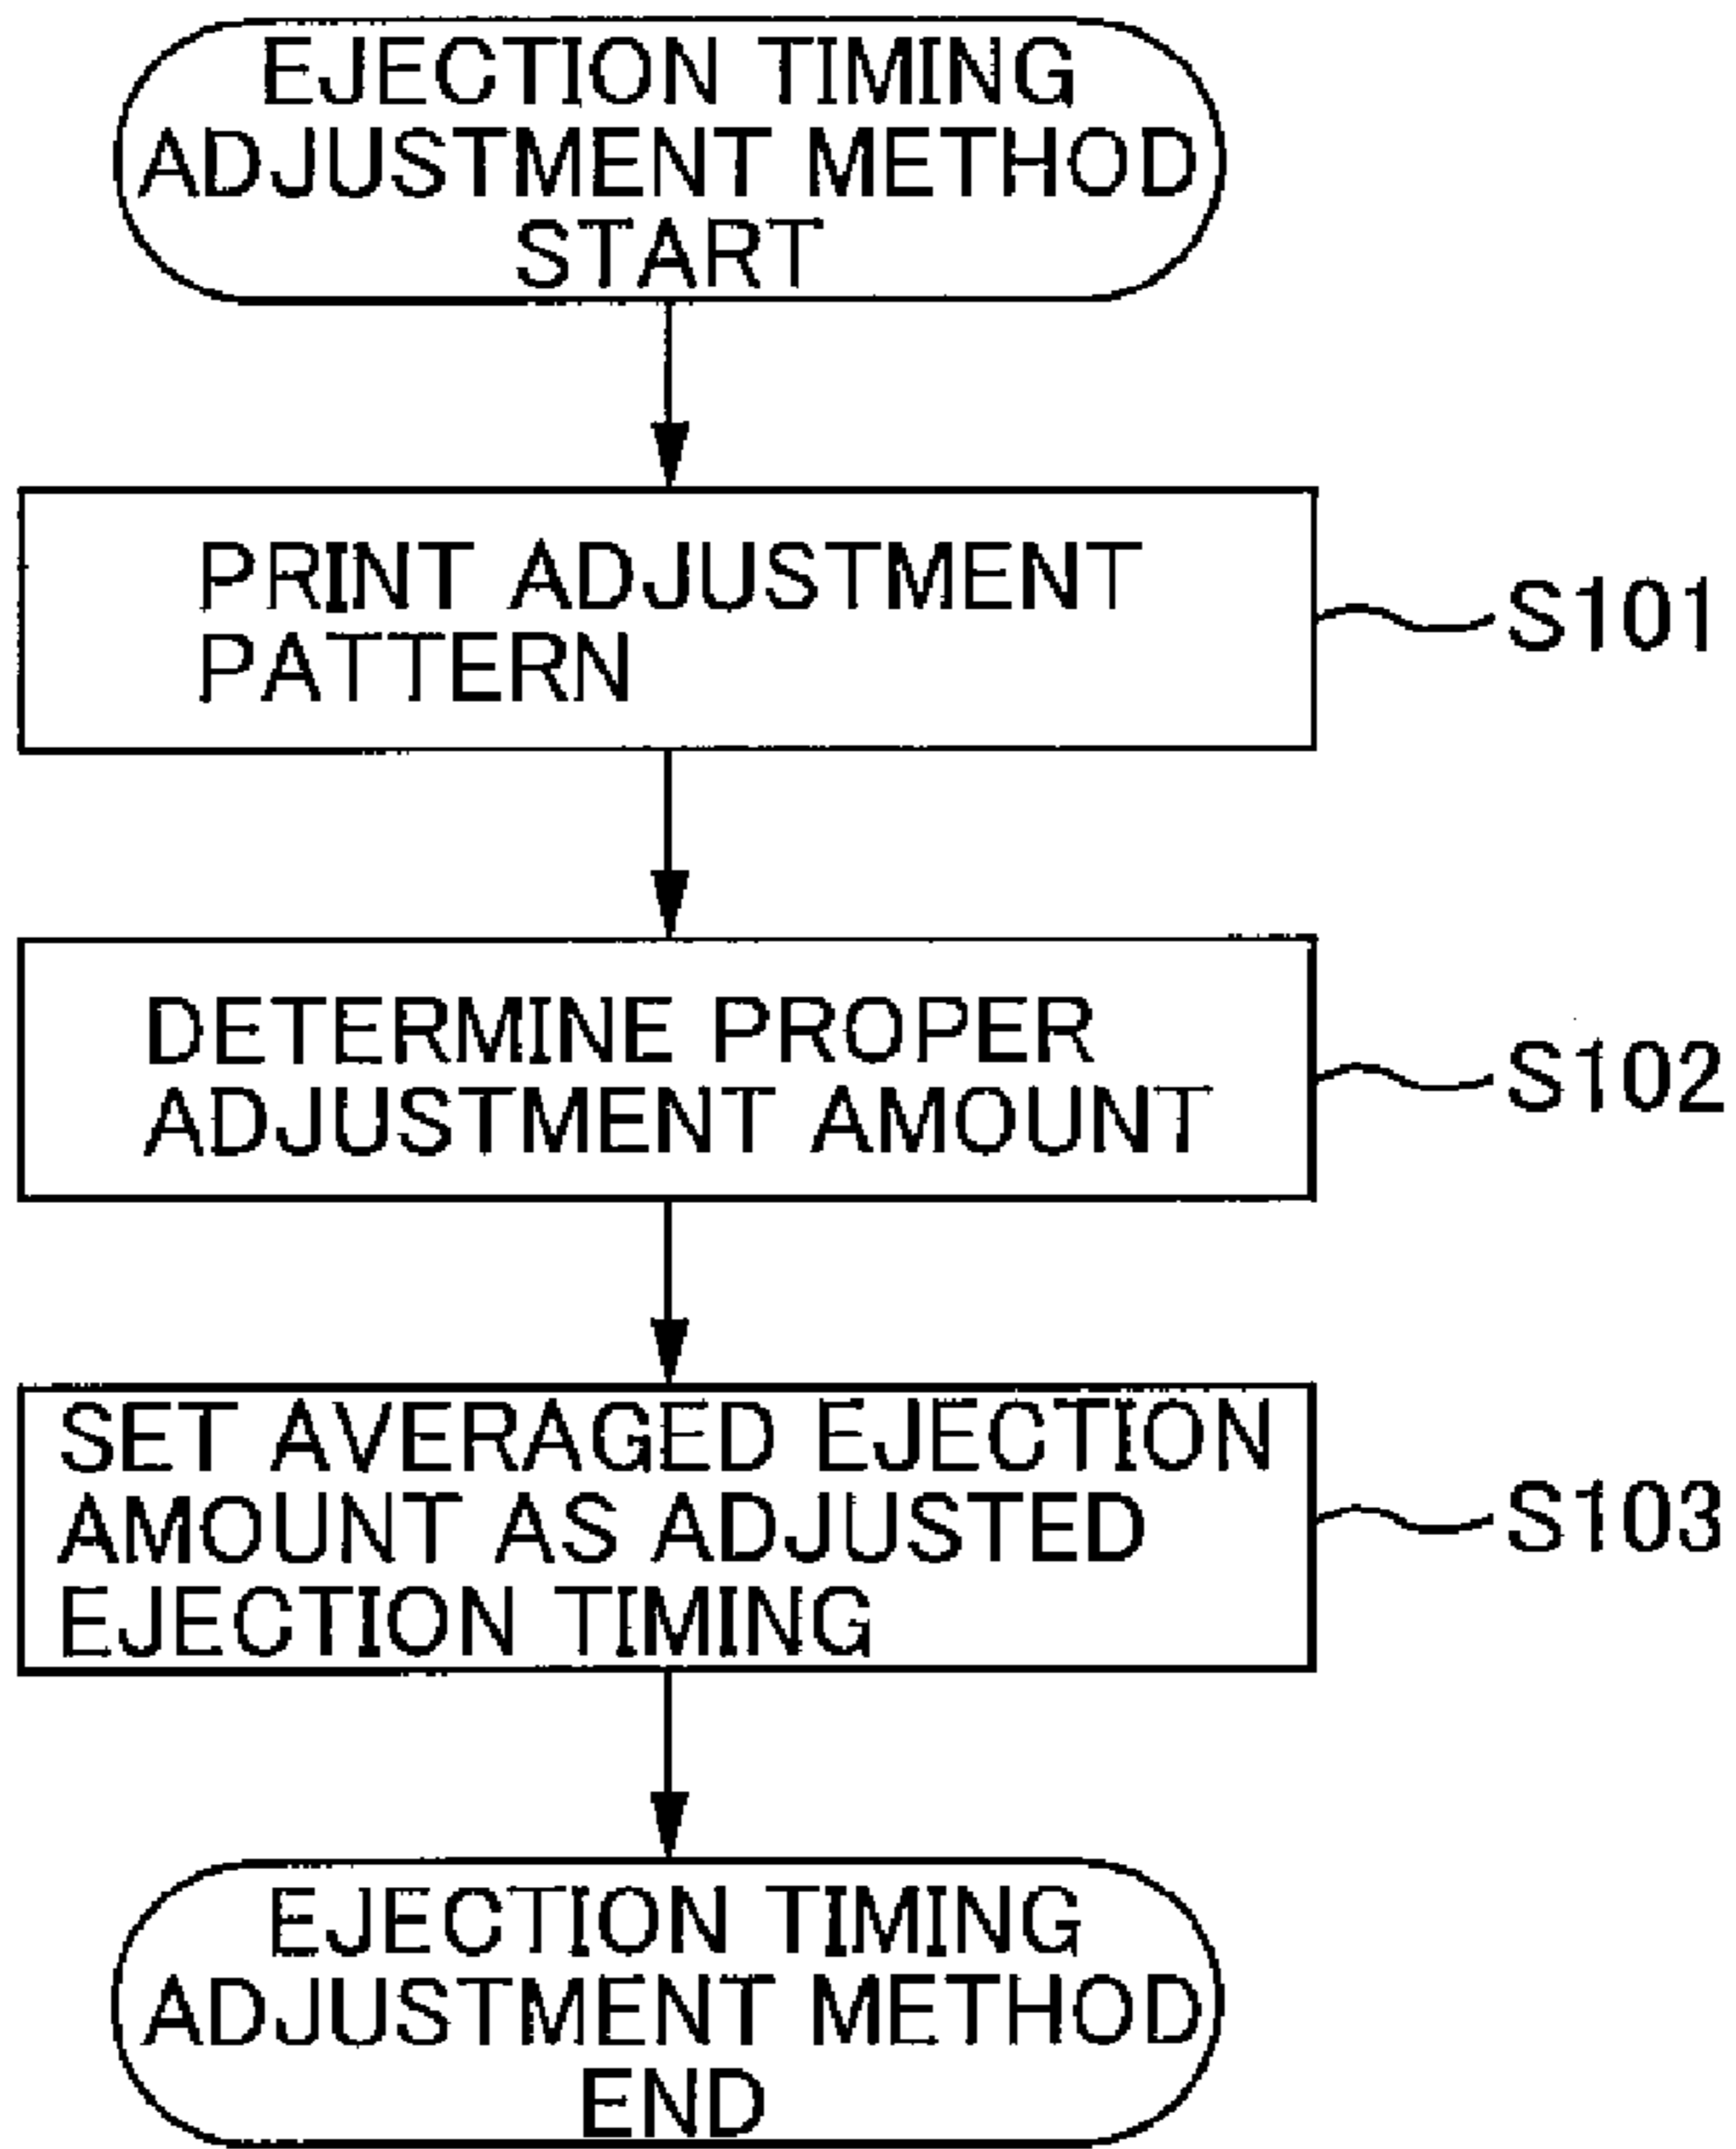 EJECTION TIMING
ADJUSTMENT METHOD
START
PRINT ADJUSTMENT
PATTERN
S101
DETERMINE PROPER
ADJUSTMENT AMOUNT
S102
SET AVERAGED EJECTION
AMOUNT AS ADJUSTED
EJECTION TIMING
S103
EJECTION TIMING
ADJUSTMENT METHOD
END